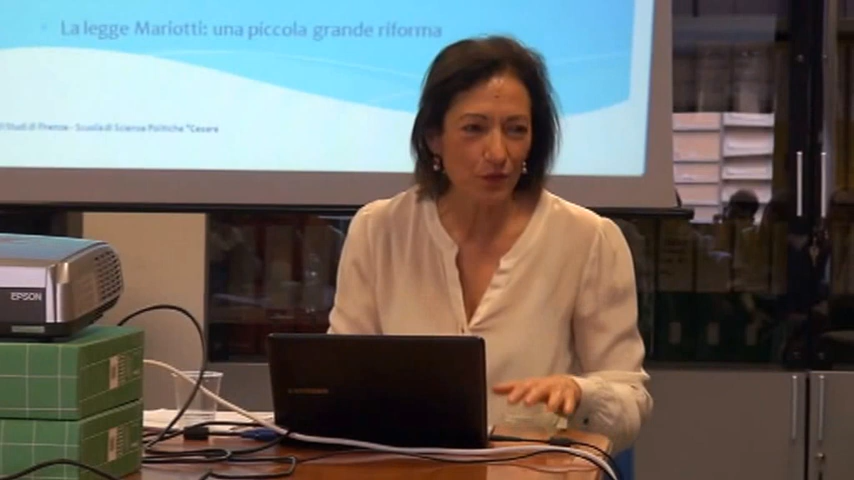 La legge Mariotti: una piccola grande riforma
Studi di Firenze - Scuola di Scienze Politiche "Cesare
EPSON